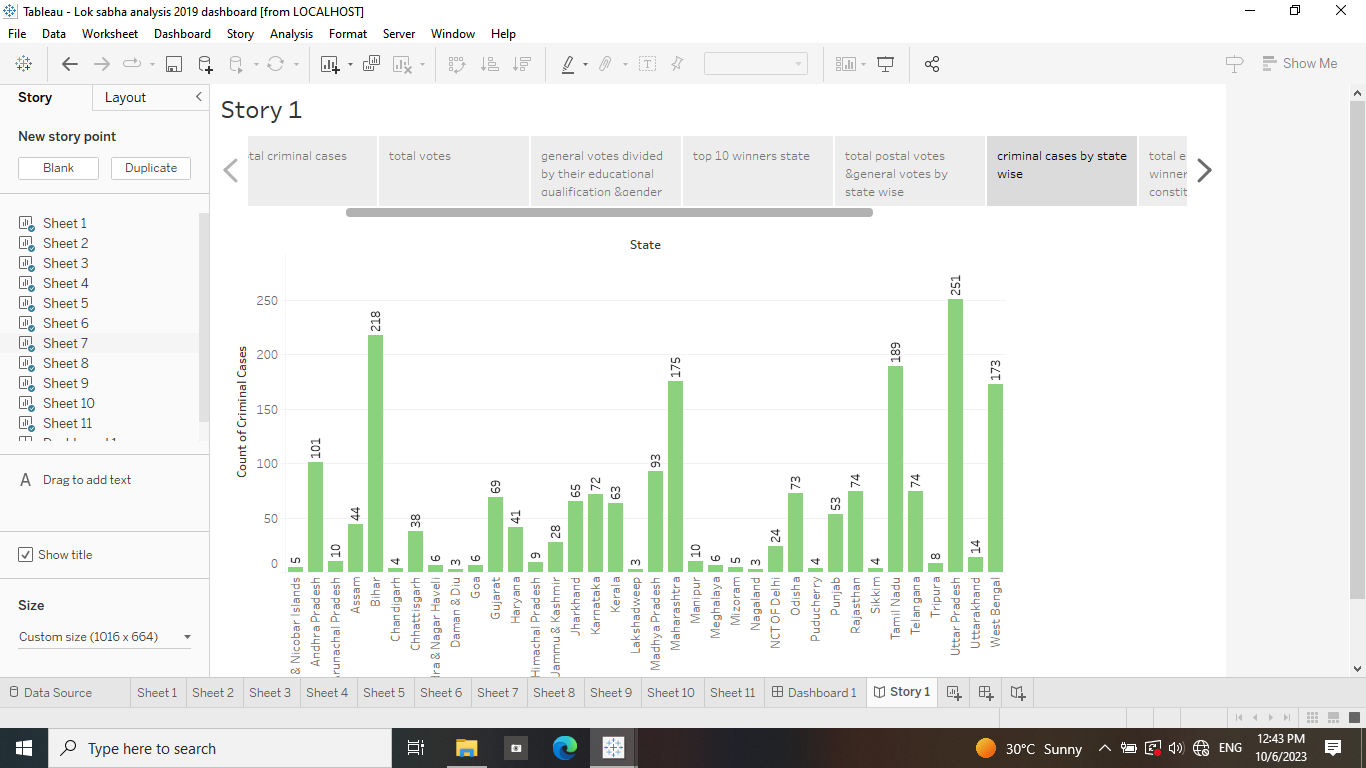 Tableau - Lok sabha analysis 2019 dashboard [from LOCALHOST]
File Data Worksheet Dashboard Story Analysis Format Server Window Help
Show Me
Story Layout
New story point
Blank Duplicate
Sheet 1
Sheet 2
Sheet 3
Sheet 4
Sheet 5
Sheet 6
Sheet 7
Sheet 8
Sheet 9
Sheet 10
Sheet 11
A Drag to add text
Show title
Size
Custom size (1016 x 664)
Story 1
tal criminal cases
total votes
general votes divided
by their educational
qualification &gender
top 10 winners state
total postal votes
&general votes by
state wise
criminal cases by state
wise
total e
winner
constit
State
Count of Criminal Cases
250
200
150
100
50
0
5
101
10
44
218
4
38
6
3
6
69
41
9
28
65
72
63
3
93
175
10
6
5
3
24
73
4
53
74
4
189
74
8
251
14
173
& Nicobar Islands
Andhra Pradesh
Arunachal Pradesh
Assam
Bihar
Chandigarh
Chhattisgarh
ra & Nagar Haveli
Daman & Diu
Goa
Gujarat
Haryana
Himachal Pradesh
Jammu & Kashmir
Jharkhand
Karnataka
Kerala
Lakshadweep
Madhya Pradesh
Maharashtra
Manipur
Meghalaya
Mizoram
Nagaland
NCT OF Delhi
Odisha
Puducherry
Punjab
Rajasthan
Sikkim
Tamil Nadu
Telangana
Tripura
Uttar Pradesh
Uttarakhand
West Bengal
Data Source Sheet 1 Sheet 2 Sheet 3 Sheet 4 Sheet 5 Sheet 6 Sheet 7 Sheet 8 Sheet 9 Sheet 10 Sheet 11 Dashboard 1 Story 1
Type here to search
30°C Sunny
ENG
12:43 PM
10/6/2023